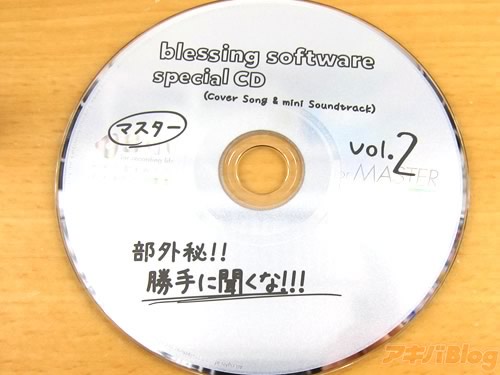 blessing software
special CD
(Cover Song & mini Soundtrack)
マスター
vol.2
for MASTER
部外秘!!
勝手に聞くな!!!
アキバBlog